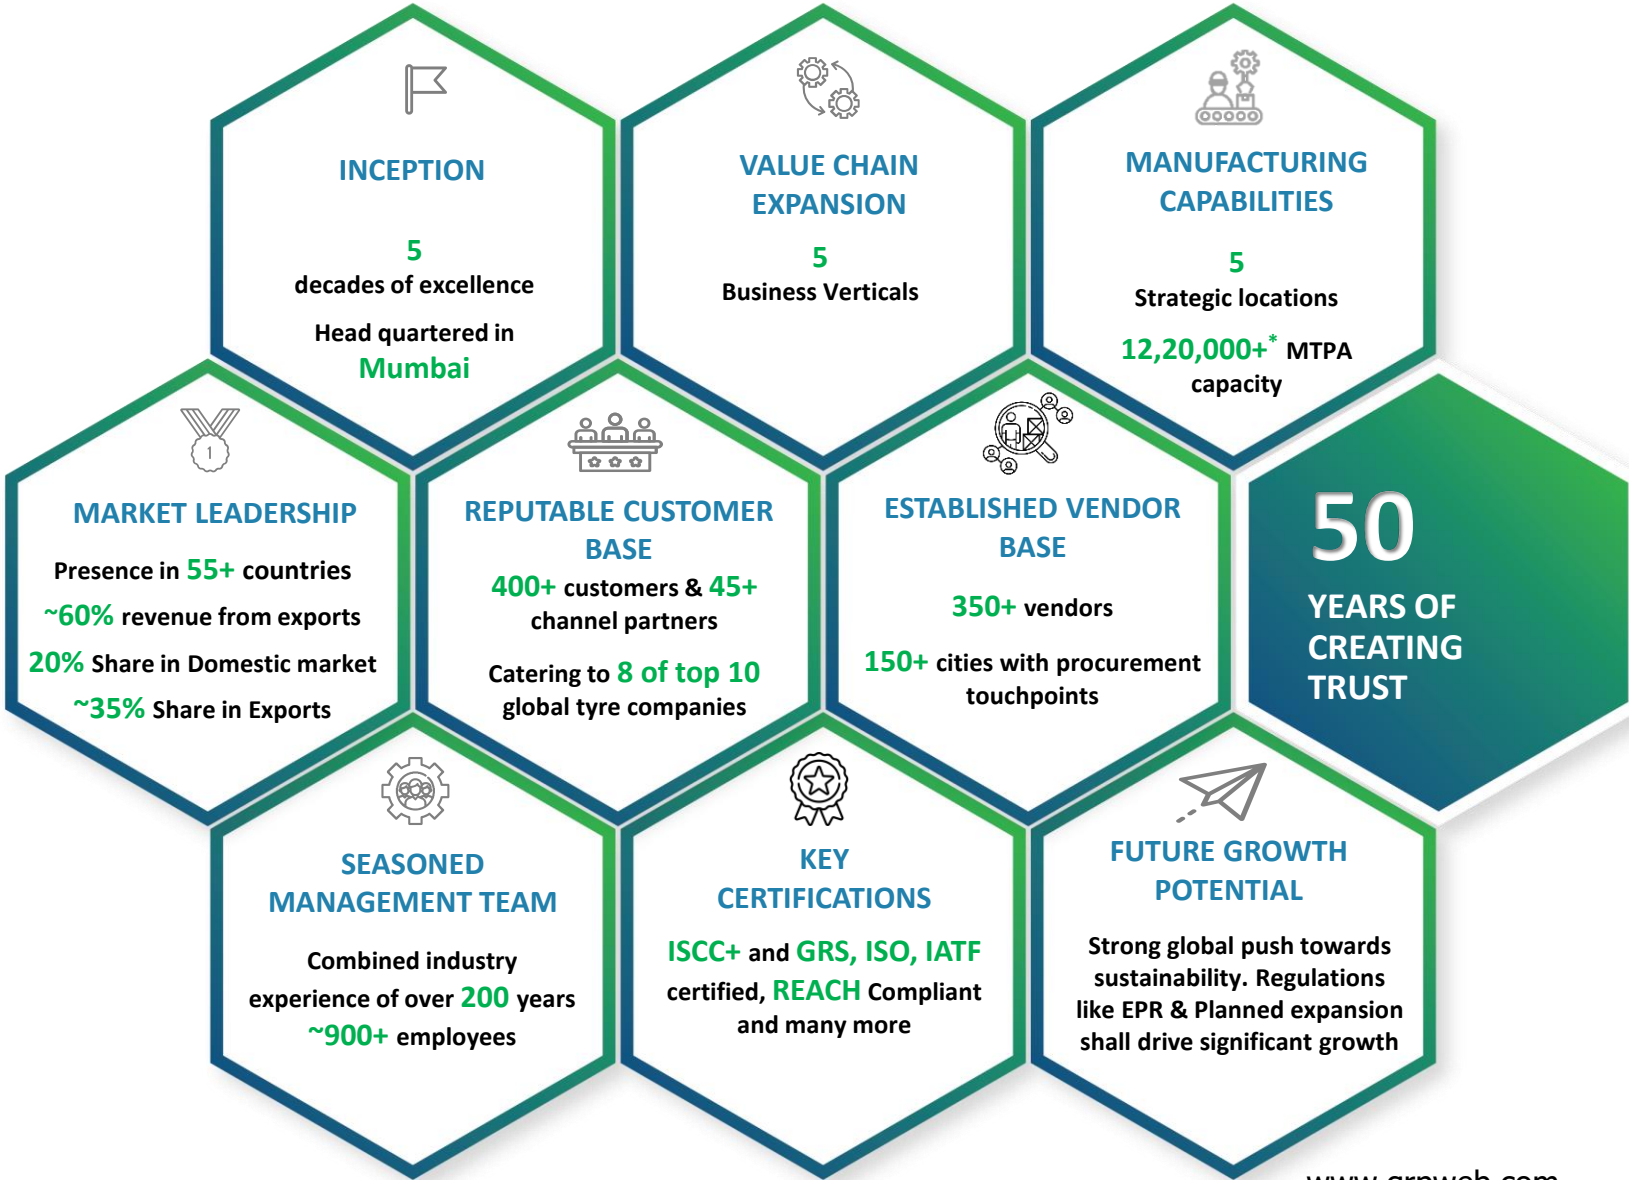 INCEPTION
5
decades of excellence
Head quartered in
Mumbai
VALUE CHAIN
EXPANSION
5
Business Verticals
MANUFACTURING
CAPABILITIES
5
Strategic locations
12,20,000+* MTPA
capacity
1
MARKET LEADERSHIP
Presence in 55+ countries
~60% revenue from exports
20% Share in Domestic market
~35% Share in Exports
REPUTABLE CUSTOMER
BASE
400+ customers & 45+
channel partners
Catering to 8 of top 10
global tyre companies
ESTABLISHED VENDOR
BASE
350+ vendors
150+ cities with procurement
touchpoints
50
YEARS OF
CREATING
TRUST
SEASONED
MANAGEMENT TEAM
Combined industry
experience of over 200 years
~900+ employees
KEY
CERTIFICATIONS
ISCC+ and GRS, ISO, IATF
certified, REACH Compliant
and many more
FUTURE GROWTH
POTENTIAL
Strong global push towards
sustainability. Regulations
like EPR & Planned expansion
shall drive significant growth
www.grpweb.com